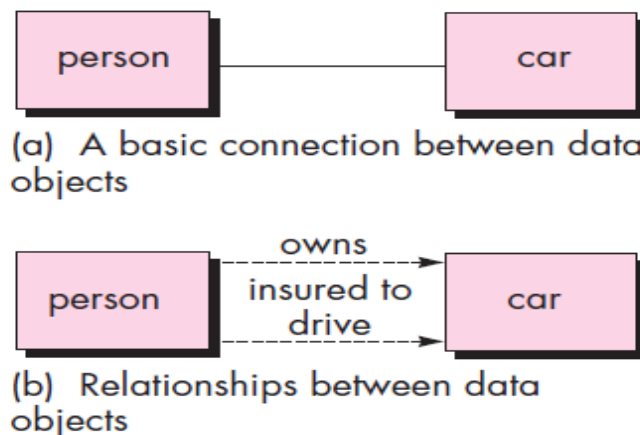 person
car
(a) A basic connection between data
objects
owns
person
insured to
car
drive
(b) Relationships between data
objects